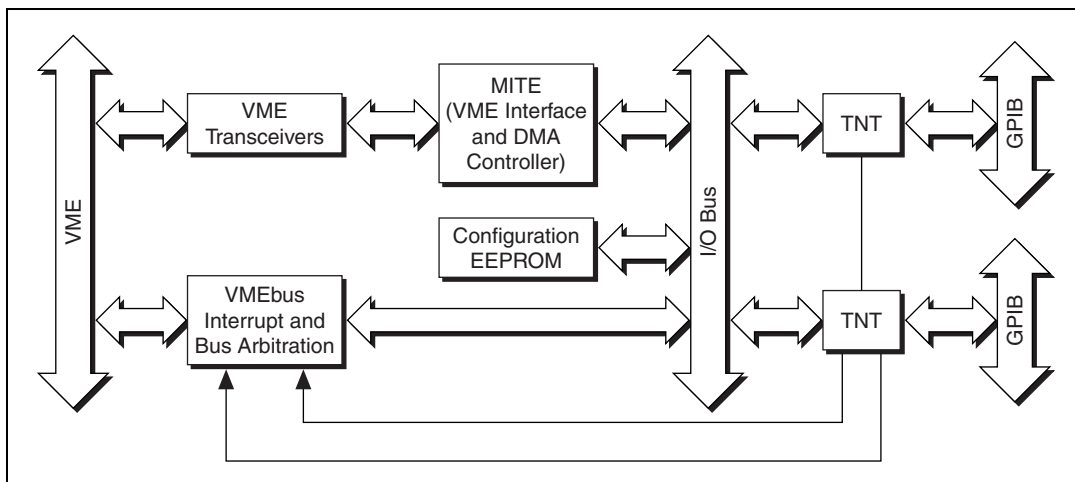 VME
VME
Transceivers
MITE
(VME Interface
and DMA
Controller)
Configuration
EEPROM
VMEbus
Interrupt and
Bus Arbitration
I/O Bus
TNT
GPIB
TNT
GPIB